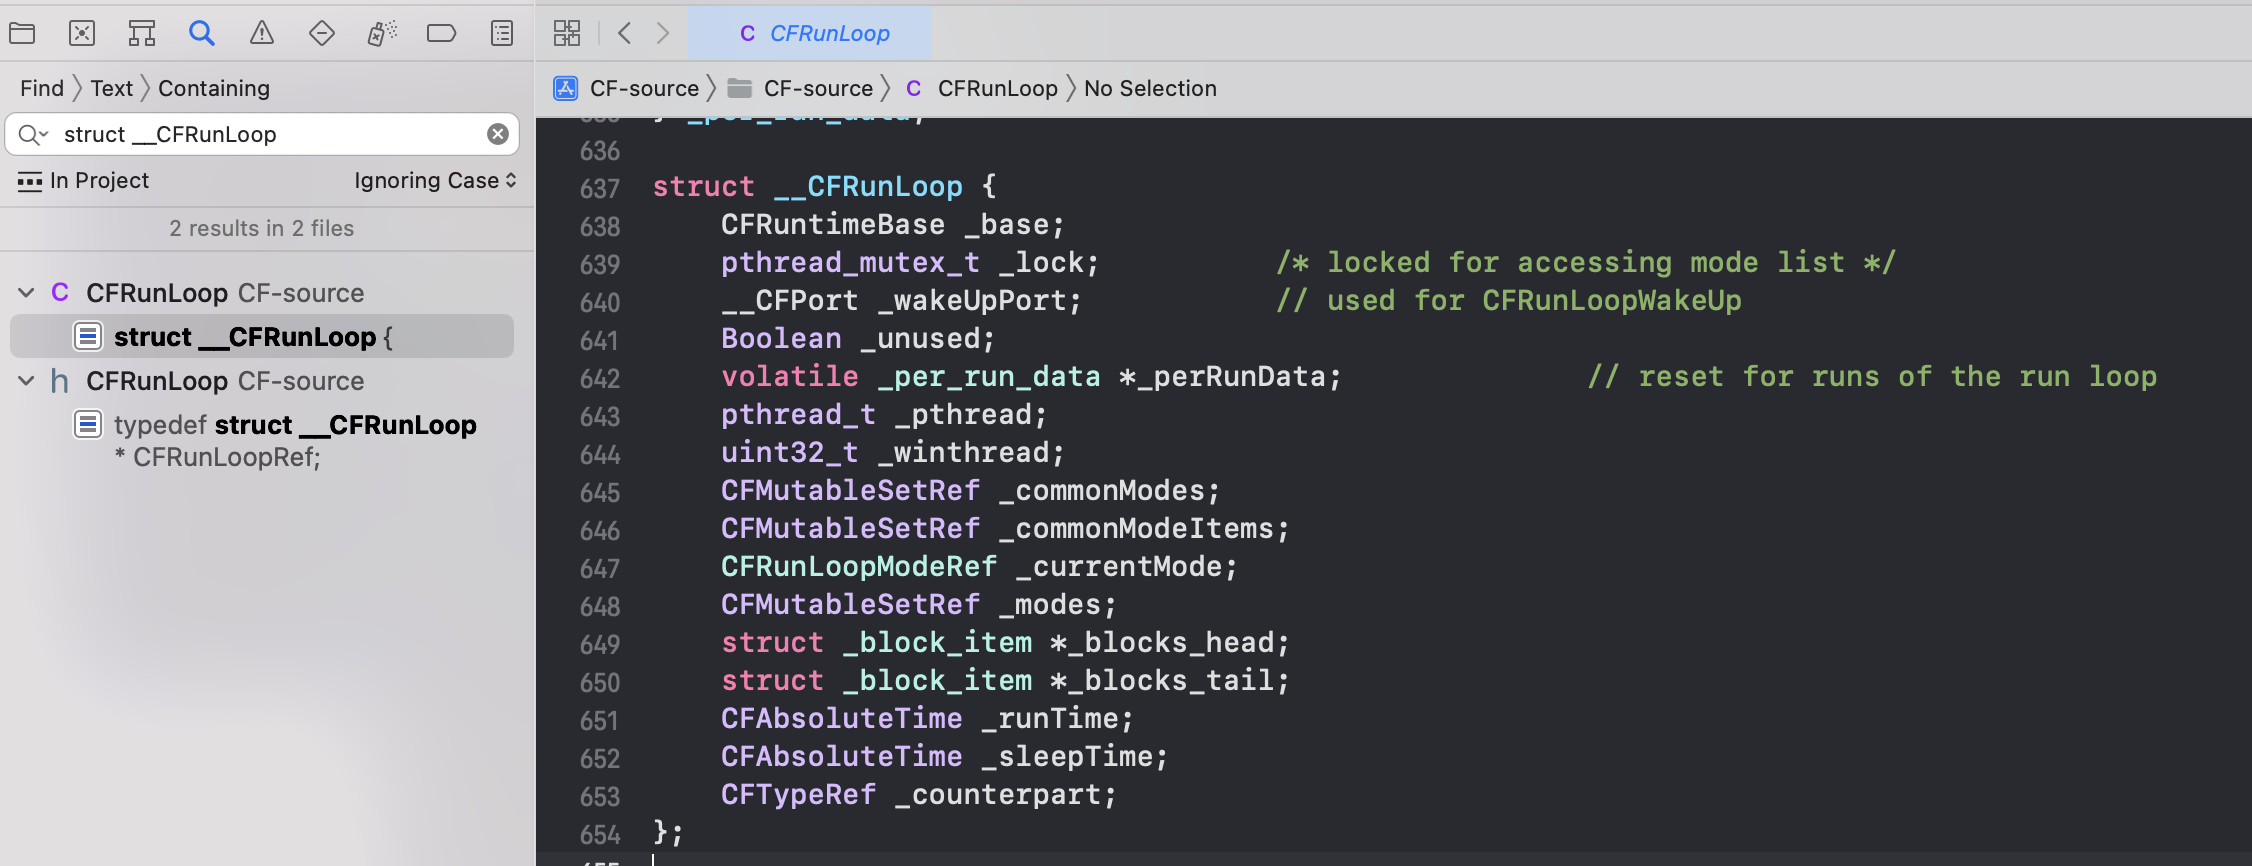 Find Text Containing
struct __CFRunLoop
In Project Ignoring Case
2 results in 2 files
C CFRunLoop CF-source
struct __CFRunLoop {
h CFRunLoop CF-source
typedef struct __CFRunLoop
* CFRunLoopRef;
C CFRunLoop
CF-source CF-source C CFRunLoop No Selection
636
637 struct __CFRunLoop {
638 CFRuntimeBase _base;
639 pthread_mutex_t _lock; /* locked for accessing mode list */
640 __CFPort _wakeUpPort; // used for CFRunLoopWakeUp
641 Boolean _unused;
642 volatile _per_run_data *_perRunData; // reset for runs of the run loop
643 pthread_t _pthread;
644 uint32_t _winthread;
645 CFMutableSetRef _commonModes;
646 CFMutableSetRef _commonModeItems;
647 CFRunLoopModeRef _currentMode;
648 CFMutableSetRef _modes;
649 struct _block_item *_blocks_head;
650 struct _block_item *_blocks_tail;
651 CFAbsoluteTime _runTime;
652 CFAbsoluteTime _sleepTime;
653 CFTypeRef _counterpart;
654 };